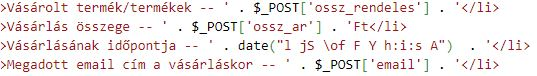 >Vásárolt termék/termékek -- ' . $_POST['ossz_rendeles'] . '</li>
>Vásárlás összege -- ' . $_POST['ossz_ar'] . 'Ft</li>
>Vásárlásának időpontja -- ' . date("l jS \of F Y h:i:s A")  . '</li>
>Megadott email cím a vásárláskor -- ' . $_POST['email'] . '</li>